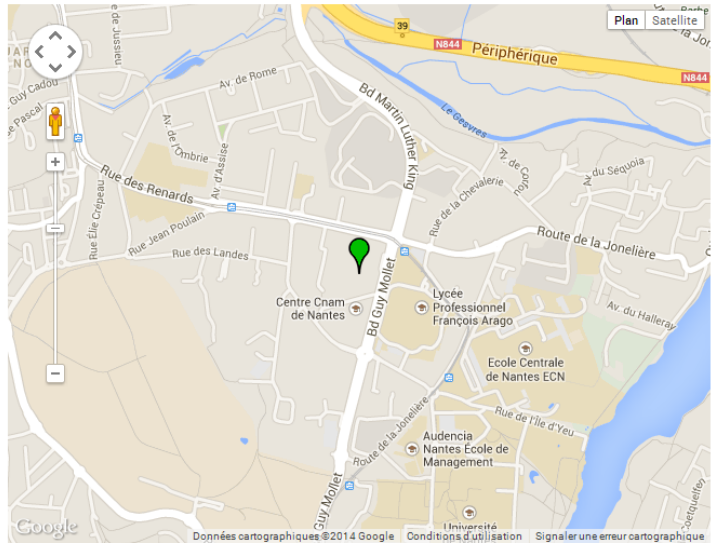 39
Plan
Satellite
N844
Périphérique
N844
Le Gesvres
Av. de Rome
Bd Martin Luther King
Av. de l'Ombrie
Av. d'Assise
Rue des Renards
Rue Élie Crépeau
Rue Jean Poulain
Rue des Landes
Rue de la Chevalerie
Av. du Séquoia
Route de la Jonelière
Av. du Halleray
Bd Guy Mollet
Centre Cnam
de Nantes
Lycée
Professionnel
François Arago
Ecole Centrale
de Nantes ECN
Rue de l'Île d'Yeu
Route de la Jonelière
Audencia
Nantes École de
Management
Guy Mollet
Université
Google
Données cartographiques ©2014 Google
Conditions d'utilisation
Signaler une erreur cartographique